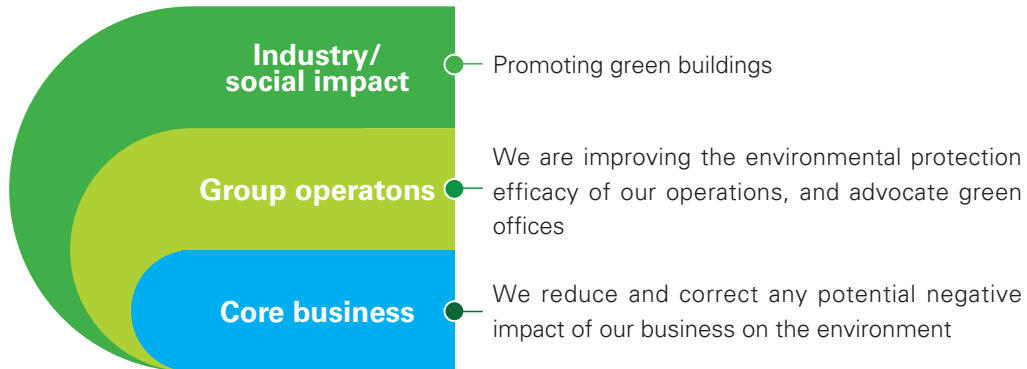 Industry/
social impact
Promoting green buildings
Group operatons
We are improving the environmental protection
efficacy of our operations, and advocate green
offices
Core business
We reduce and correct any potential negative
impact of our business on the environment